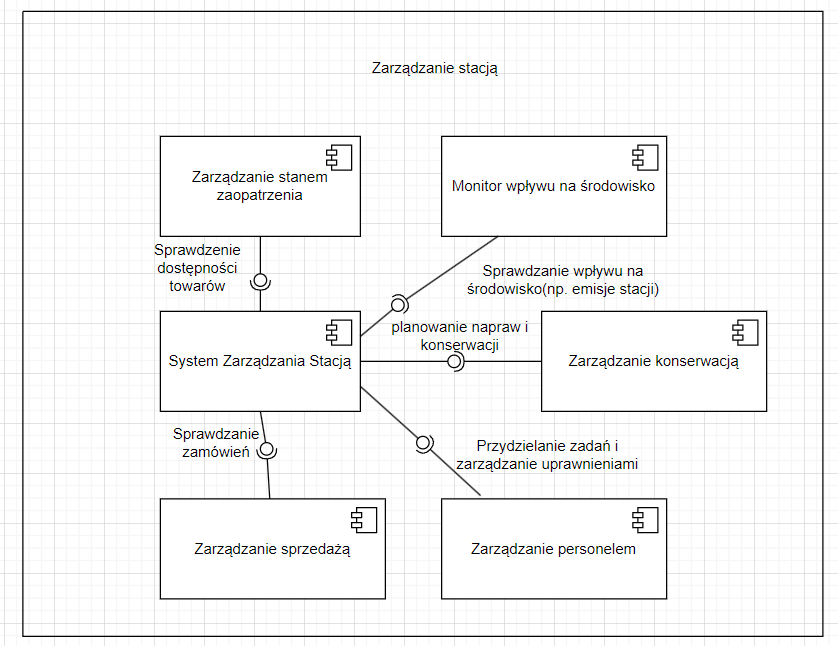 Zarządzanie stacją
Zarządzanie stanem
zaopatrzenia
Monitor wpływu na środowisko
Sprawdzenie
dostępności
towarów
Sprawdzanie wpływu na
środowisko(np. emisje stacji)
planowanie napraw i
konserwacji
System Zarządzania Stacją
Zarządzanie konserwacją
Sprawdzanie
zamówień
Przydzielanie zadań i
zarządzanie uprawnieniami
Zarządzanie sprzedażą
Zarządzanie personelem